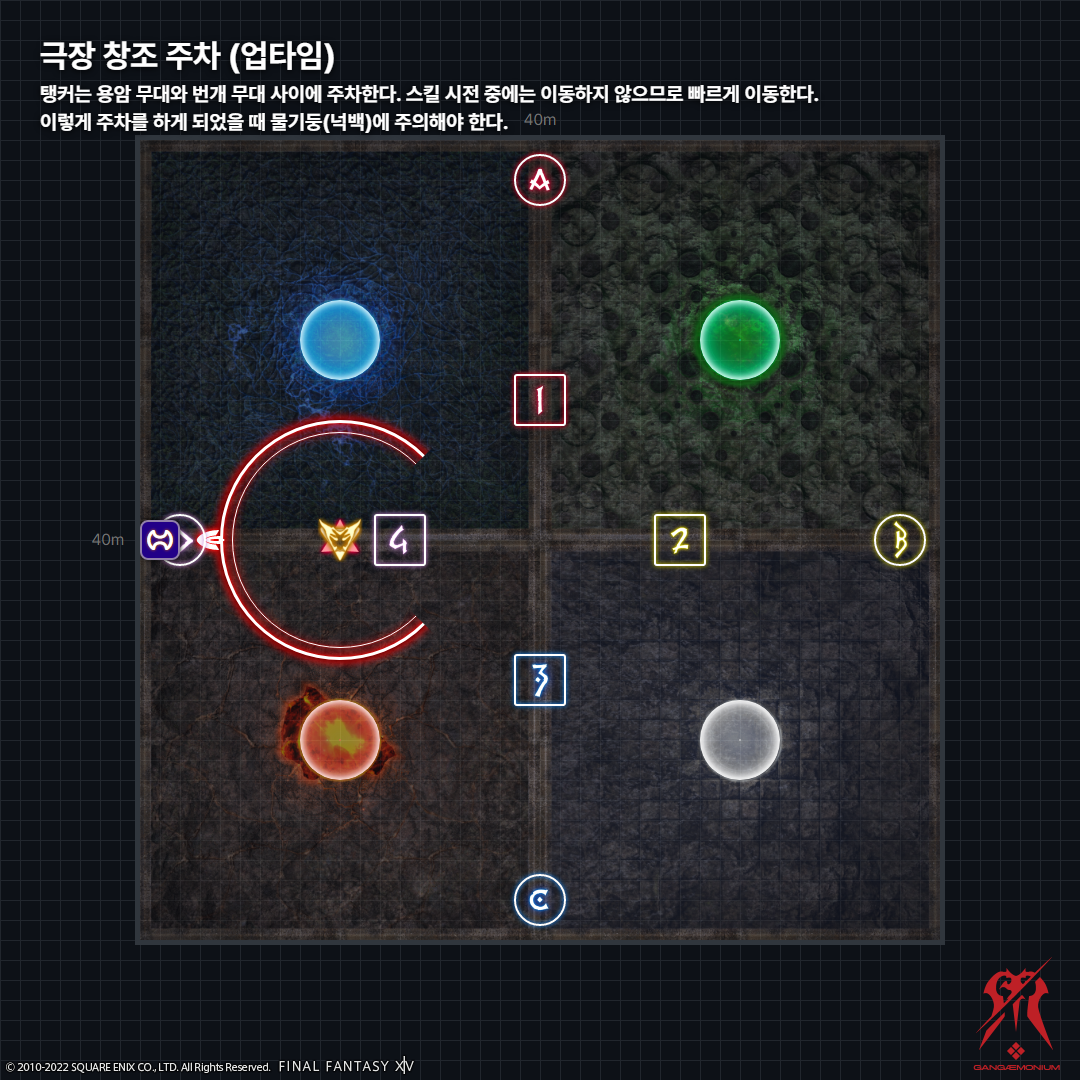 극장 창조 주차 (업타임)
탱커는 용암 무대와 번개 무대 사이에 주차한다. 스킬 시전 중에는 이동하지 않으므로 빠르게 이동한다.
이렇게 주차를 하게 되었을 때 물기둥(넉백)에 주의해야 한다.
40m
A
1
40m
4
2
B
3
C
GANGÆMONIUM
© 2010-2022 SQUARE ENIX CO., LTD. All Rights Reserved. FINAL FANTASY XIV